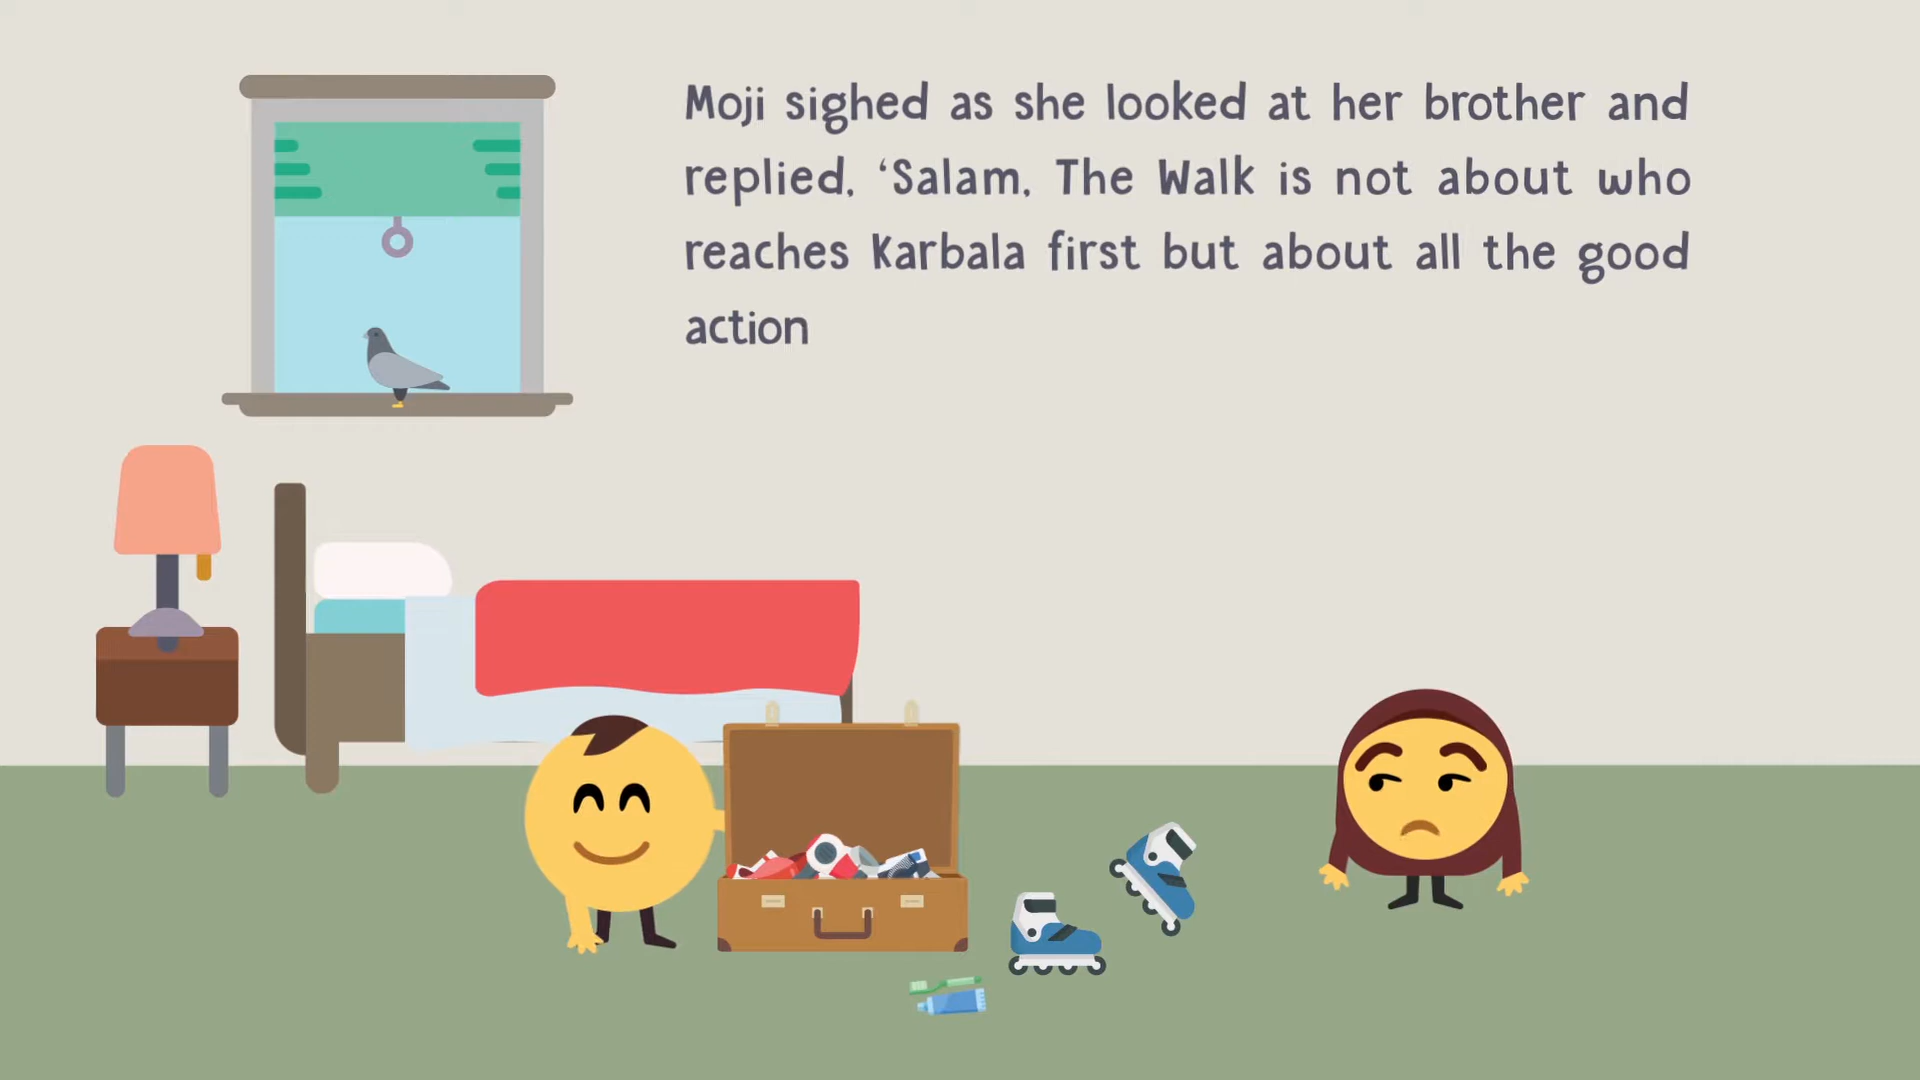 Moji sighed as she looked at her brother and
replied, ‘Salam, The Walk is not about who
reaches Karbala first but about all the good
action